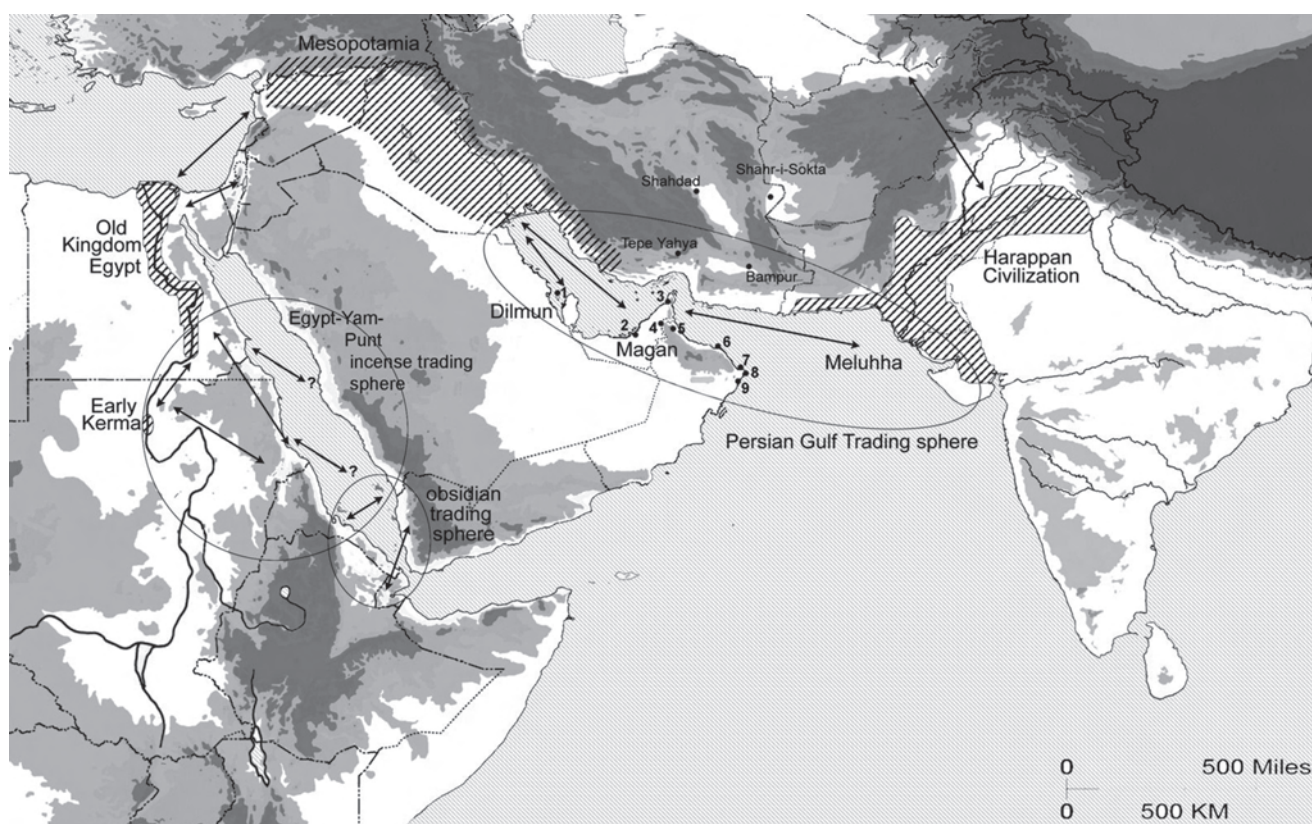 Mesopotamia
Shahr-i-Sokta
Shahdad
Old
Kingdom
Egypt
Tepe Yahya
Bampur
Harappan
Civilization
1
Dilmun
3
2
4
5
Magan
6
7
8
9
Meluhha
Egypt-Yam-
Punt
incense trading
sphere
?
Early
Kerma
Persian Gulf Trading sphere
?
obsidian
trading
sphere
0 500 Miles
0 500 KM